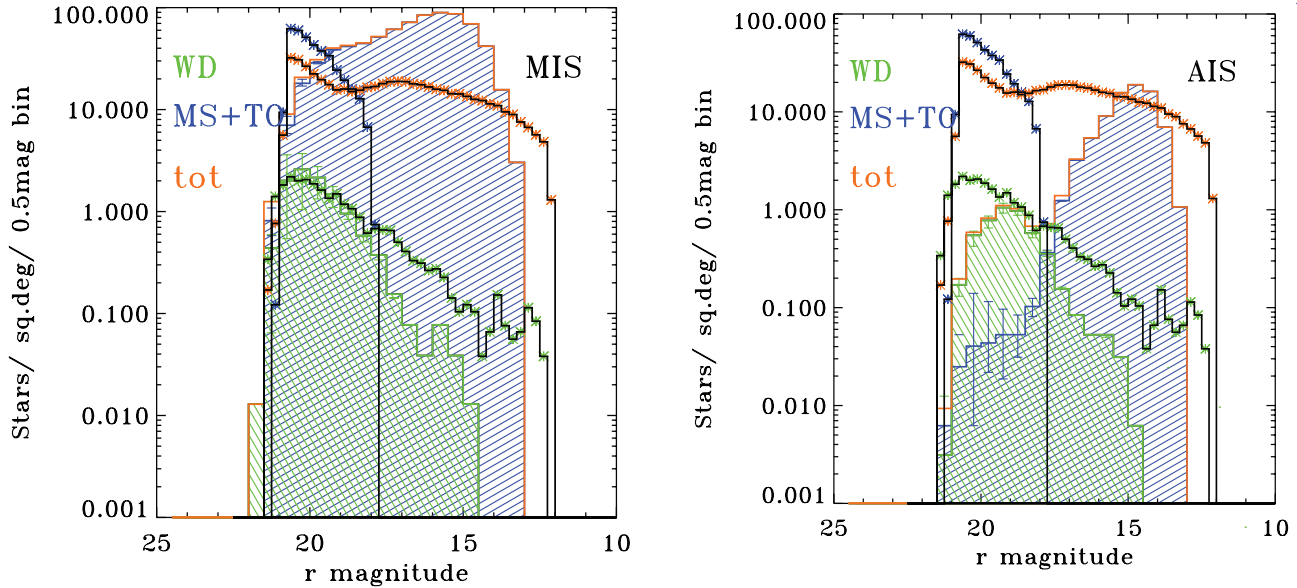 100.000
10.000
1.000
0.100
0.010
0.001
Stars/ sq.deg/ 0.5mag bin
WD
MS+TO
tot
MIS
25
20
15
10
r magnitude
100.000
10.000
1.000
0.100
0.010
0.001
Stars/ sq.deg/ 0.5mag bin
WD
MS+TO
tot
AIS
25
20
15
10
r magnitude